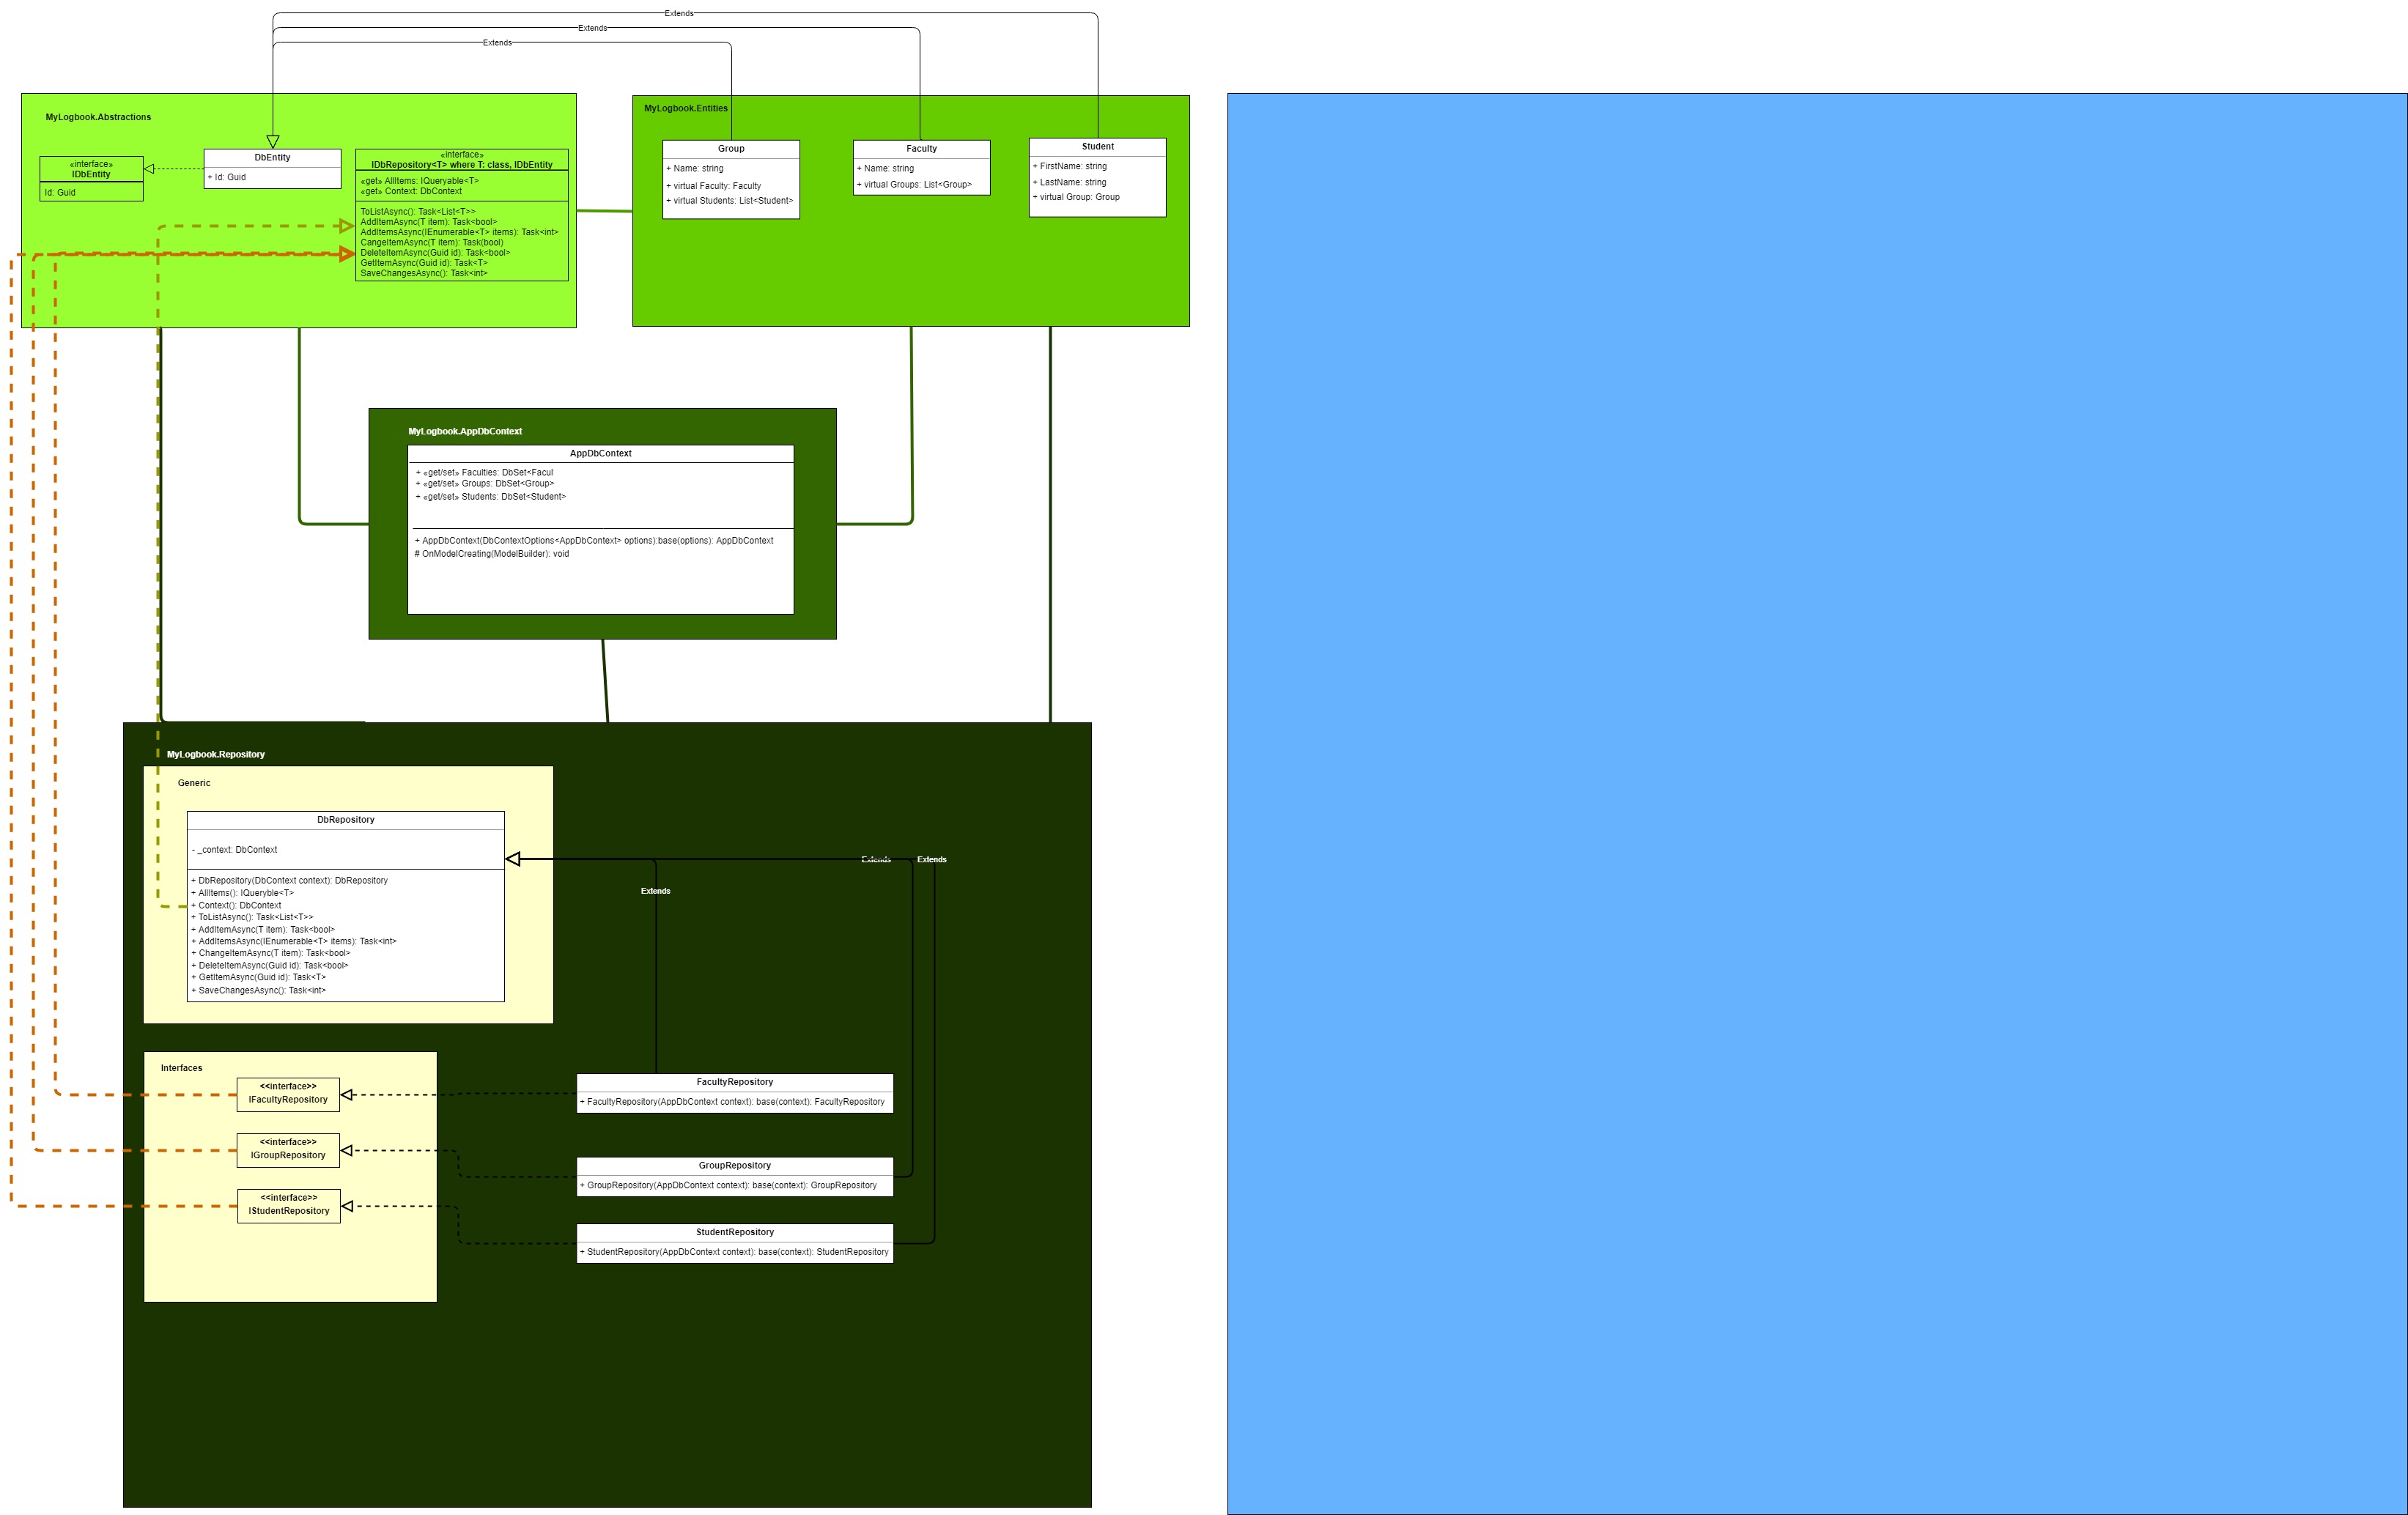 Extends
Extends
Extends
MyLogbook.Abstractions
«interface»
IDbEntity
Id: Guid
DbEntity
+ Id: Guid
«interface»
IDbRepository<T> where T: class, IDbEntity
«get» AllItems: IQueryable<T>
«get» Context: DbContext
ToListAsync(): Task<List<T>>
AddItemAsync(T item): Task<bool>
AddItemsAsync(IEnumerable<T> items): Task<int>
CangeItemAsync(T item): Task(bool)
DeleteItemAsync(Guid id): Task<bool>
GetItemAsync(Guid id): Task<T>
SaveChangesAsync(): Task<int>
MyLogbook.Entities
Group
+ Name: string
+ virtual Faculty: Faculty
+ virtual Students: List<Student>
Faculty
+ Name: string
+ virtual Groups: List<Group>
Student
+ FirstName: string
+ LastName: string
+ virtual Group: Group
MyLogbook.AppDbContext
AppDbContext
+ «get/set» Faculties: DbSet<Facul
+ «get/set» Groups: DbSet<Group>
+ «get/set» Students: DbSet<Student>
+ AppDbContext(DbContextOptions<AppDbContext> options):base(options): AppDbContext
# OnModelCreating(ModelBuilder): void
MyLogbook.Repository
Generic
DbRepository
- _context: DbContext
+ DbRepository(DbContext context): DbRepository
+ AllItems(): IQueryble<T>
+ Context(): DbContext
+ ToListAsync(): Task<List<T>>
+ AddItemAsync(T item): Task<bool>
+ AddItemsAsync(IEnumerable<T> items): Task<int>
+ ChangeItemAsync(T item): Task<bool>
+ DeleteItemAsync(Guid id): Task<bool>
+ GetItemAsync(Guid id): Task<T>
+ SaveChangesAsync(): Task<int>
Extends
Extends
Extends
Interfaces
<<interface>>
IFacultyRepository
<<interface>>
IGroupRepository
<<interface>>
IStudentRepository
FacultyRepository
+ FacultyRepository(AppDbContext context): base(context): FacultyRepository
GroupRepository
+ GroupRepository(AppDbContext context): base(context): GroupRepository
StudentRepository
+ StudentRepository(AppDbContext context): base(context): StudentRepository